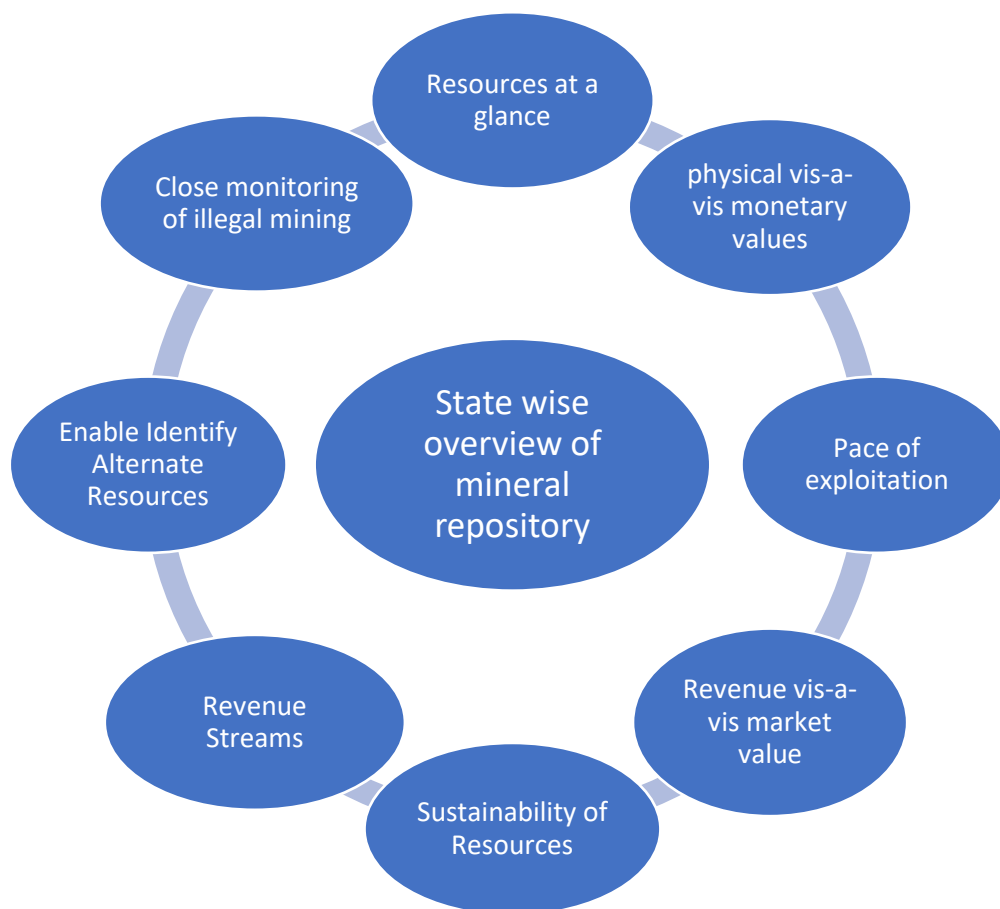 Resources at a
glance
physical vis-a-
vis monetary
values
Pace of
exploitation
Revenue vis-a-
vis market
value
Sustainability of
Resources
Revenue
Streams
Enable Identify
Alternate
Resources
Close monitoring
of illegal mining
State wise
overview of
mineral
repository